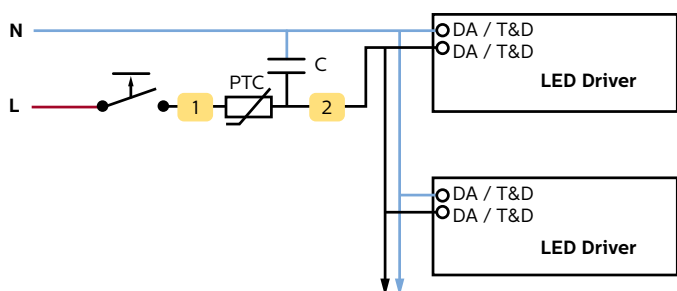 N
DA / T&D
DA / T&D
LED Driver
C
PTC
L
1
2
DA / T&D
DA / T&D
LED Driver